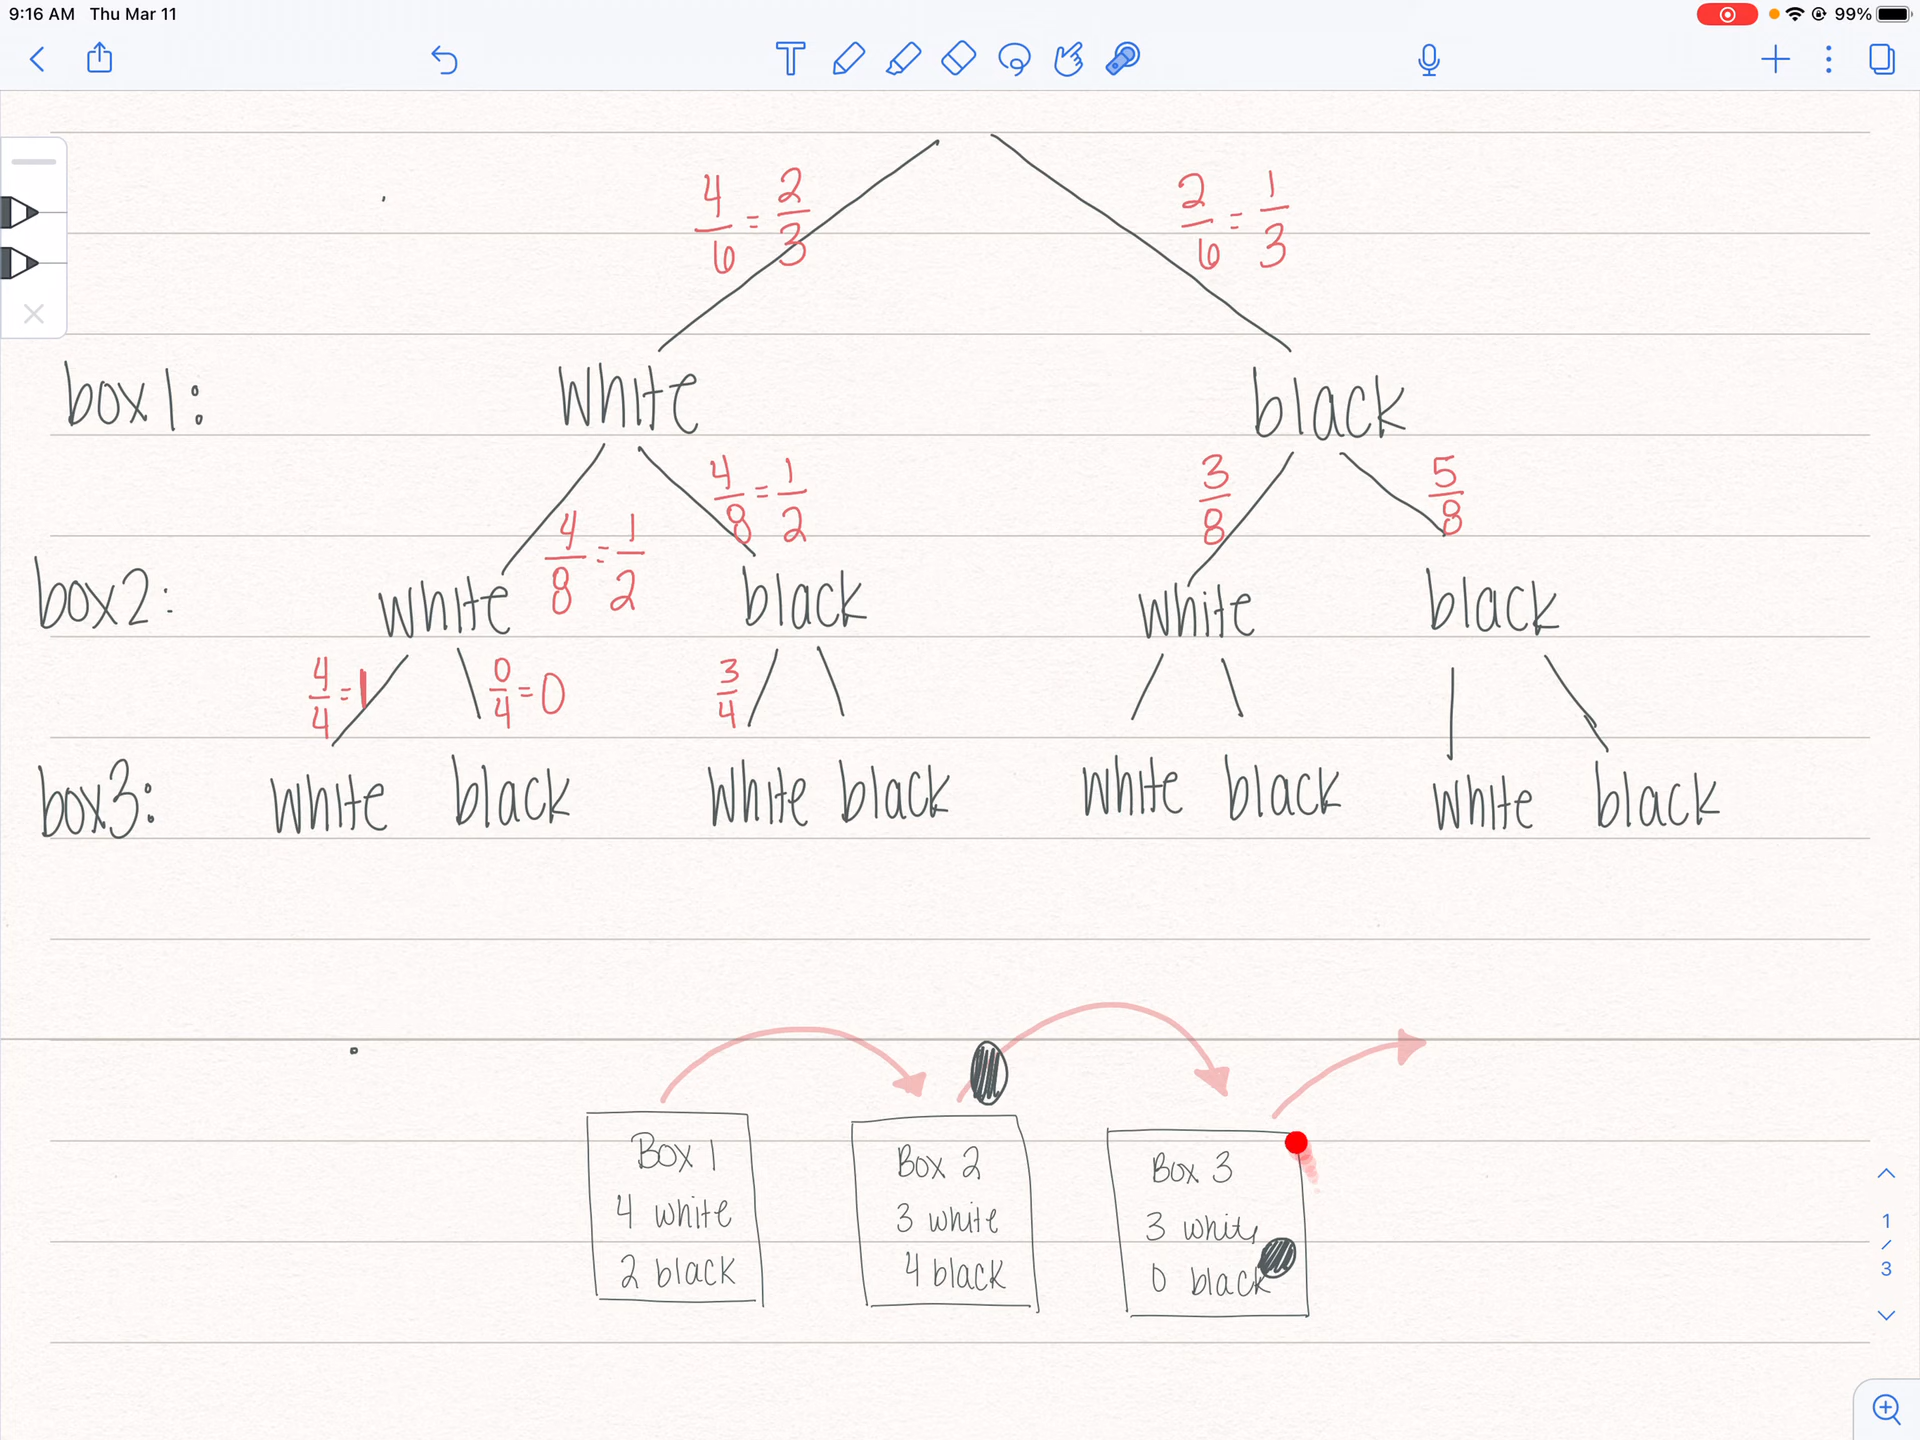 9:16 AM Thu Mar 11 99%
4/6 = 2/3 2/6 = 1/3
box 1: white black
4/8 = 1/2 3/8 5/8
4/8 = 1/2
box2: white black white black
4/4 = 1 0/4 = 0 3/4
box3: white black white black white black white black
Box 1 Box 2 Box 3
4 white 3 white 3 white
2 black 4 black 0 black
1
/
3